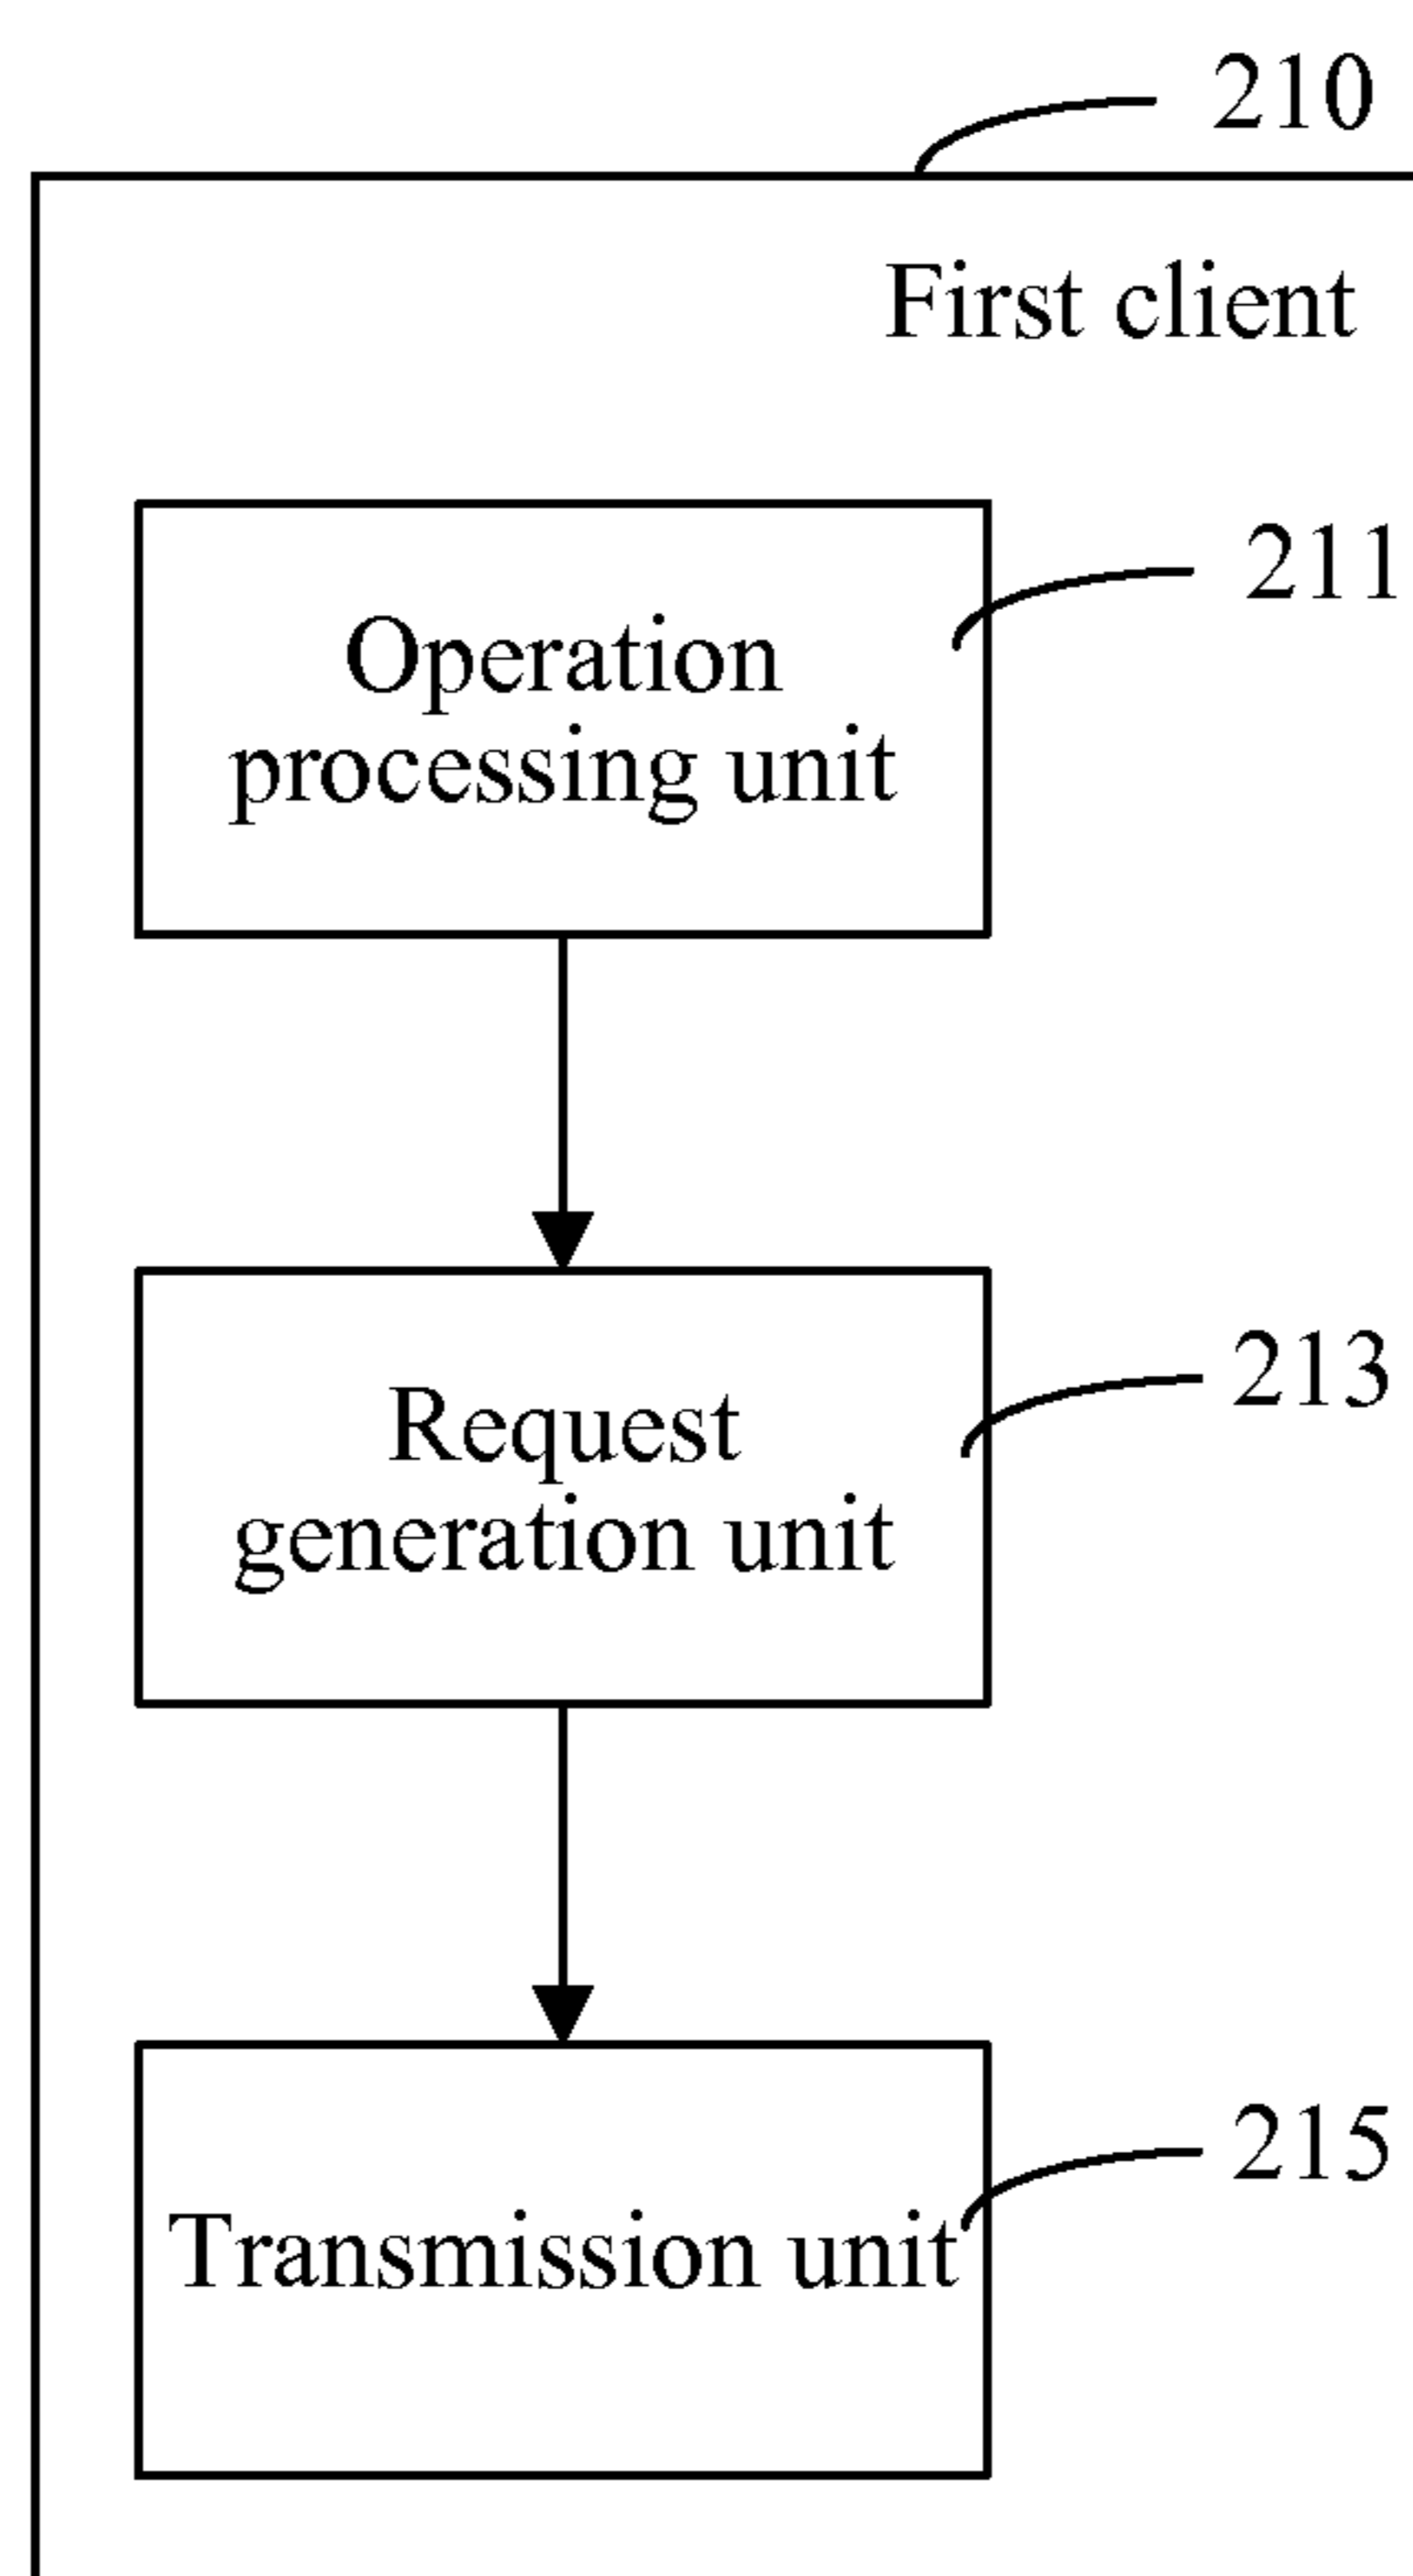 210
First client
211
Operation
processing unit
213
Request
generation unit
215
Transmission unit